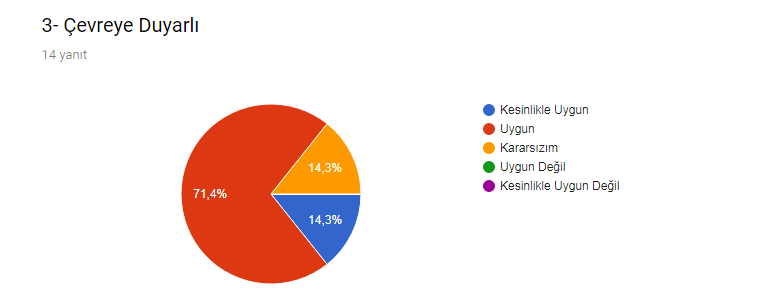 3- Çevreye Duyarlı
14 yanıt
Kesinlikle Uygun
Uygun
Kararsızım
Uygun Değil
Kesinlikle Uygun Değil
14,3%
71,4%
14,3%